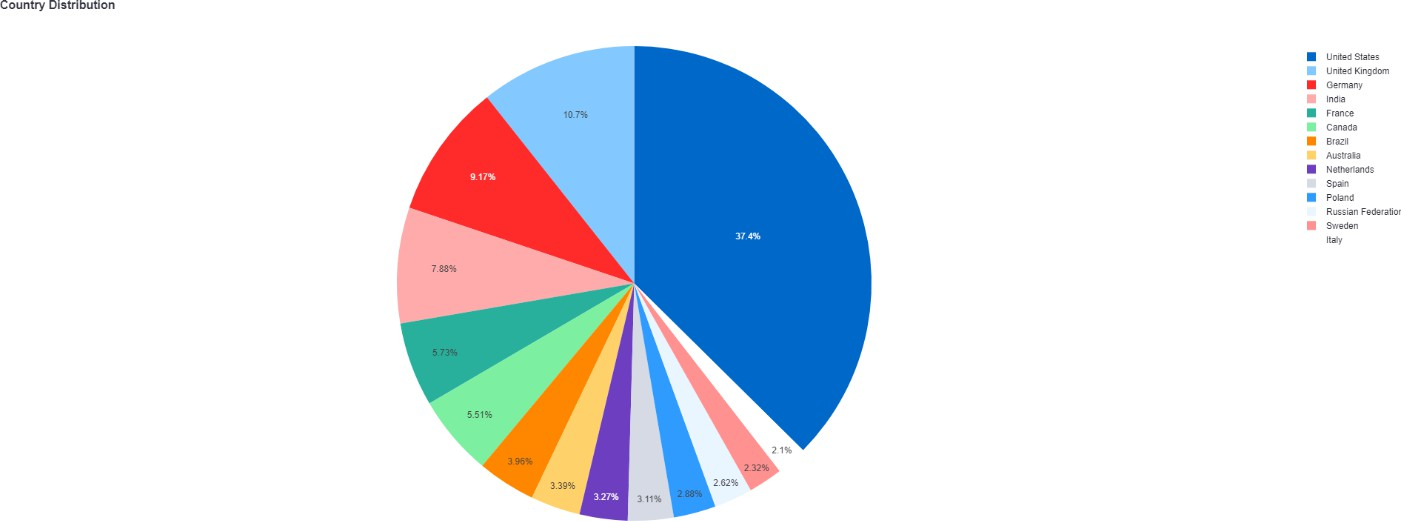 Country Distribution
United States
United Kingdom
Germany
India
France
Canada
Brazil
Australia
Netherlands
Spain
Poland
Russian Federation
Sweden
Italy
10.7%
9.17%
37.4%
7.88%
5.73%
5.51%
2.1%
3.96%
2.32%
2.62%
3.39%
2.88%
3.27%
3.11%